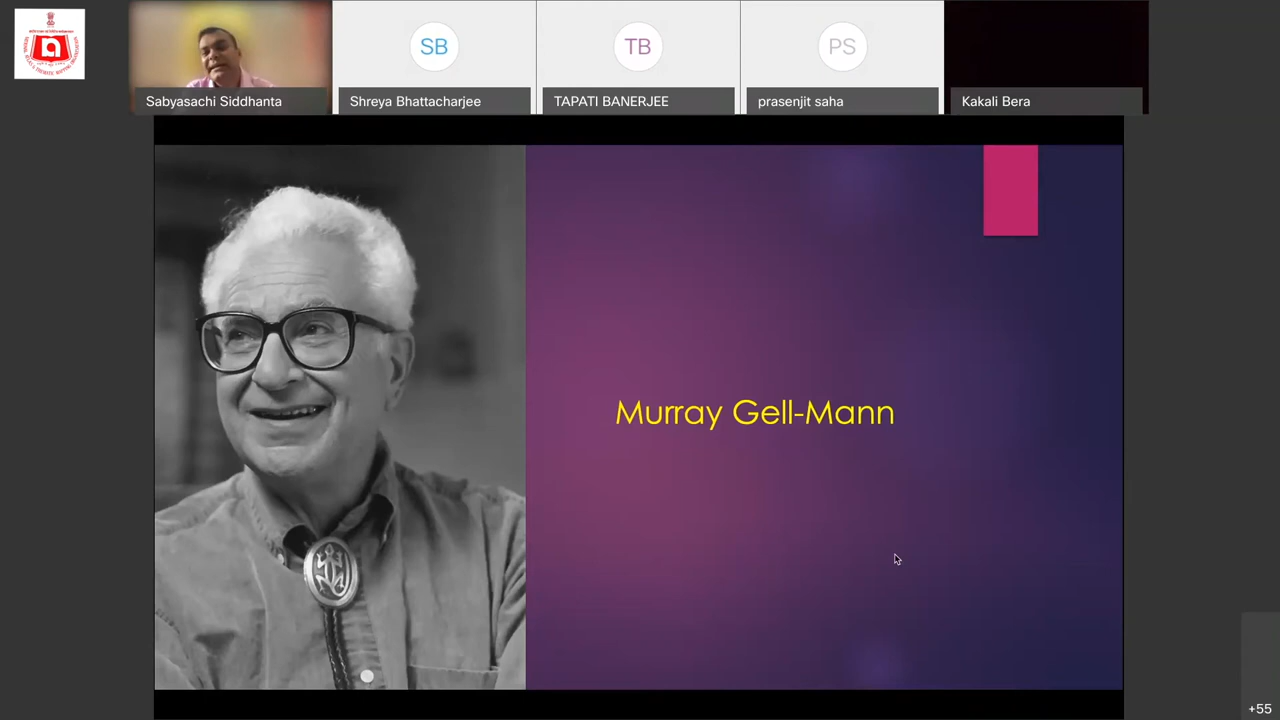 SB
TB
PS
Sabyasachi Siddhanta
Shreya Bhattacharjee
TAPATI BANERJEE
prasenjit saha
Kakali Bera
Murray Gell-Mann
+55